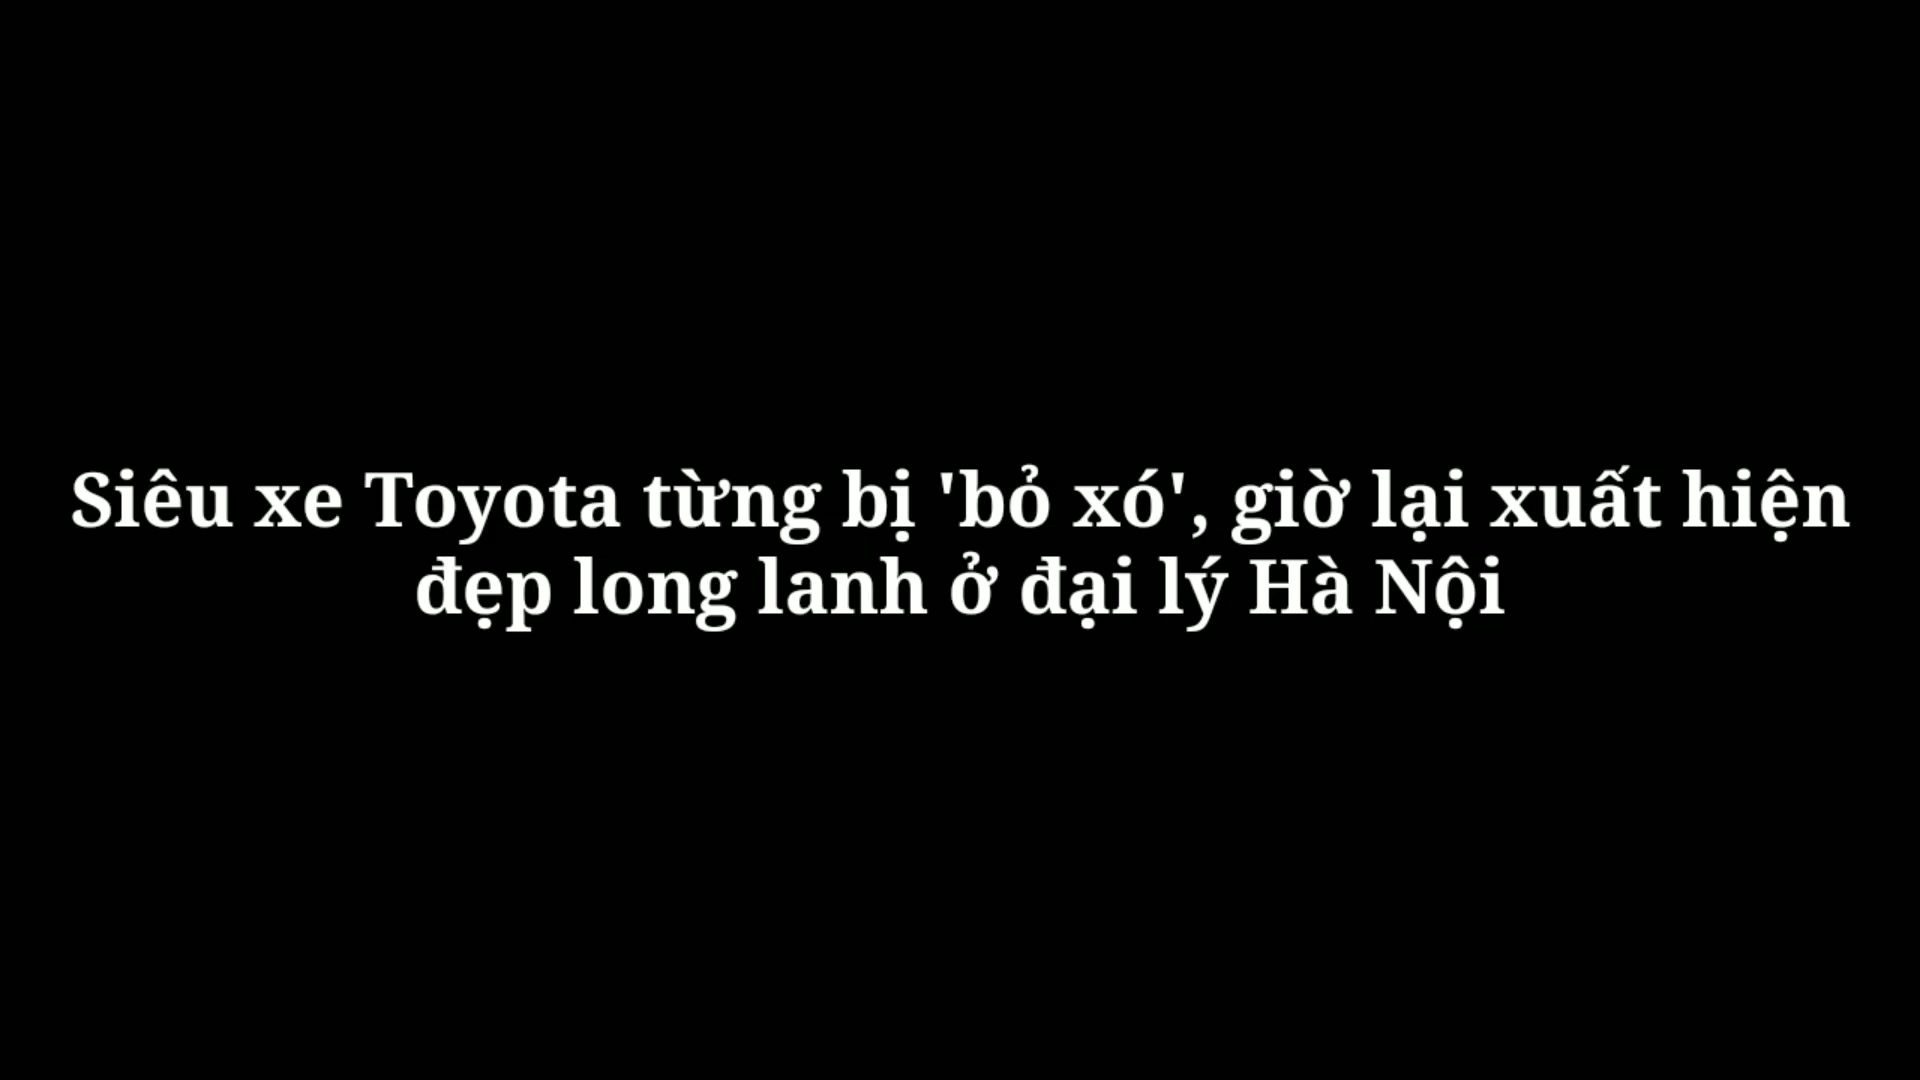 Siêu xe Toyota từng bị 'bỏ xó', giờ lại xuất hiện
đẹp long lanh ở đại lý Hà Nội